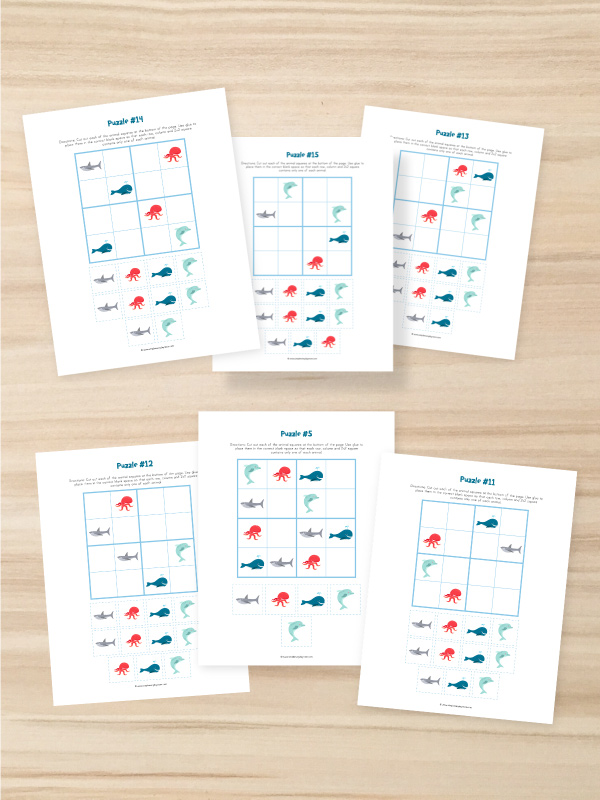 Puzzle #14
Directions: Cut out each of the animal squares at the bottom of the page. Use glue to
place them in the correct blank space so that each row, column and 2x2 square
contains only one of each animal.
Puzzle #15
Directions: Cut out each of the animal squares at the bottom of the page. Use glue to
place them in the correct blank space so that each row, column and 2x2 square
contains only one of each animal.
Puzzle #13
Directions: Cut out each of the animal squares at the bottom of the page. Use glue to
place them in the correct blank space so that each row, column and 2x2 square
contains only one of each animal.
Puzzle #12
Directions: Cut out each of the animal squares at the bottom of the page. Use glue
place them in the correct blank space so that each row, column and 2x2 square
contains only one of each animal.
Puzzle #5
Directions: Cut out each of the animal squares at the bottom of the page. Use glue to
place them in the correct blank space so that each row, column and 2x2 square
contains only one of each animal.
Puzzle #11
Directions: Cut out each of the animal squares at the bottom of the page. Use glue to
place them in the correct blank space so that each row, column and 2x2 square
contains only one of each animal.